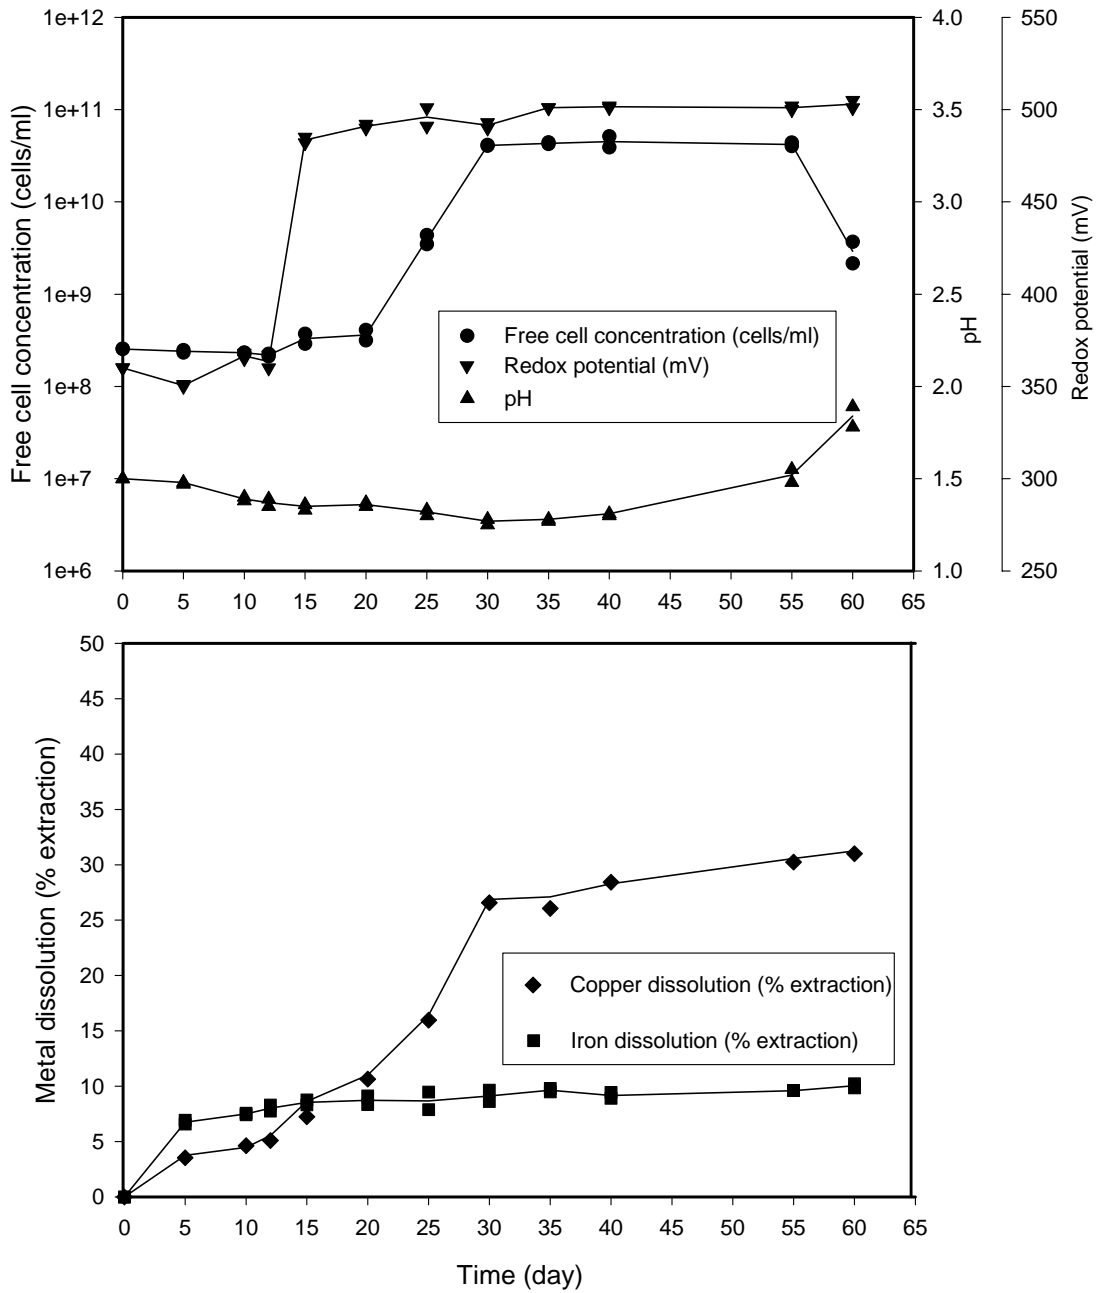 Free cell concentration (cells/ml)
1e+12
1e+11
1e+10
1e+9
1e+8
1e+7
1e+6
4.0
3.5
3.0
2.5
2.0
1.5
1.0
pH
550
500
450
400
350
300
250
Redox potential (mV)
Free cell concentration (cells/ml)
Redox potential (mV)
pH
0 5 10 15 20 25 30 35 40 45 50 55 60 65
Metal dissolution (% extraction)
50
45
40
35
30
25
20
15
10
5
0
Copper dissolution (% extraction)
Iron dissolution (% extraction)
0 5 10 15 20 25 30 35 40 45 50 55 60 65
Time (day)